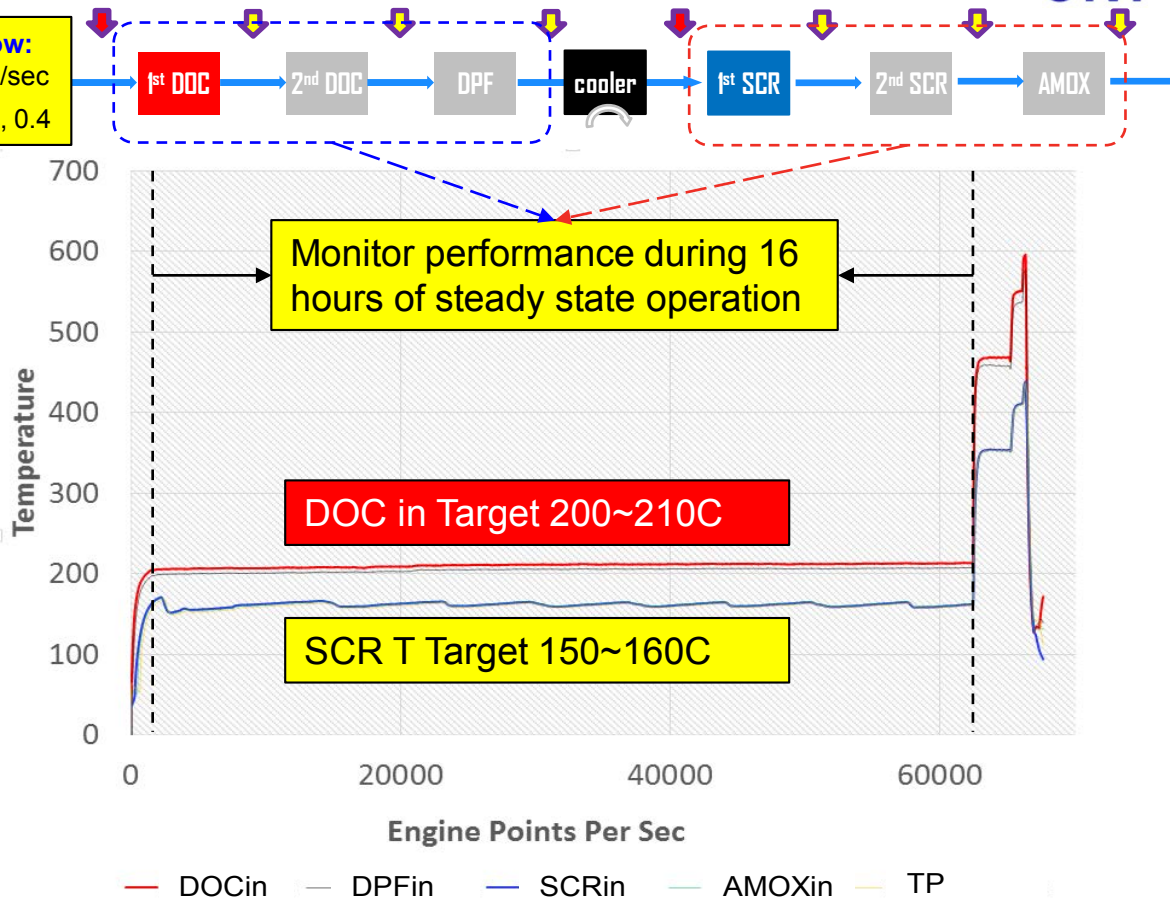 ow:
/sec
, 0.4
1st DOC
2nd DOC
DPF
cooler
1st SCR
2nd SCR
AMOX
700
600
500
400
300
200
100
0
Temperature
Monitor performance during 16
hours of steady state operation
DOC in Target 200~210C
SCR T Target 150~160C
0
20000
40000
60000
Engine Points Per Sec
DOCin
DPFin
SCRin
AMOXin
TP